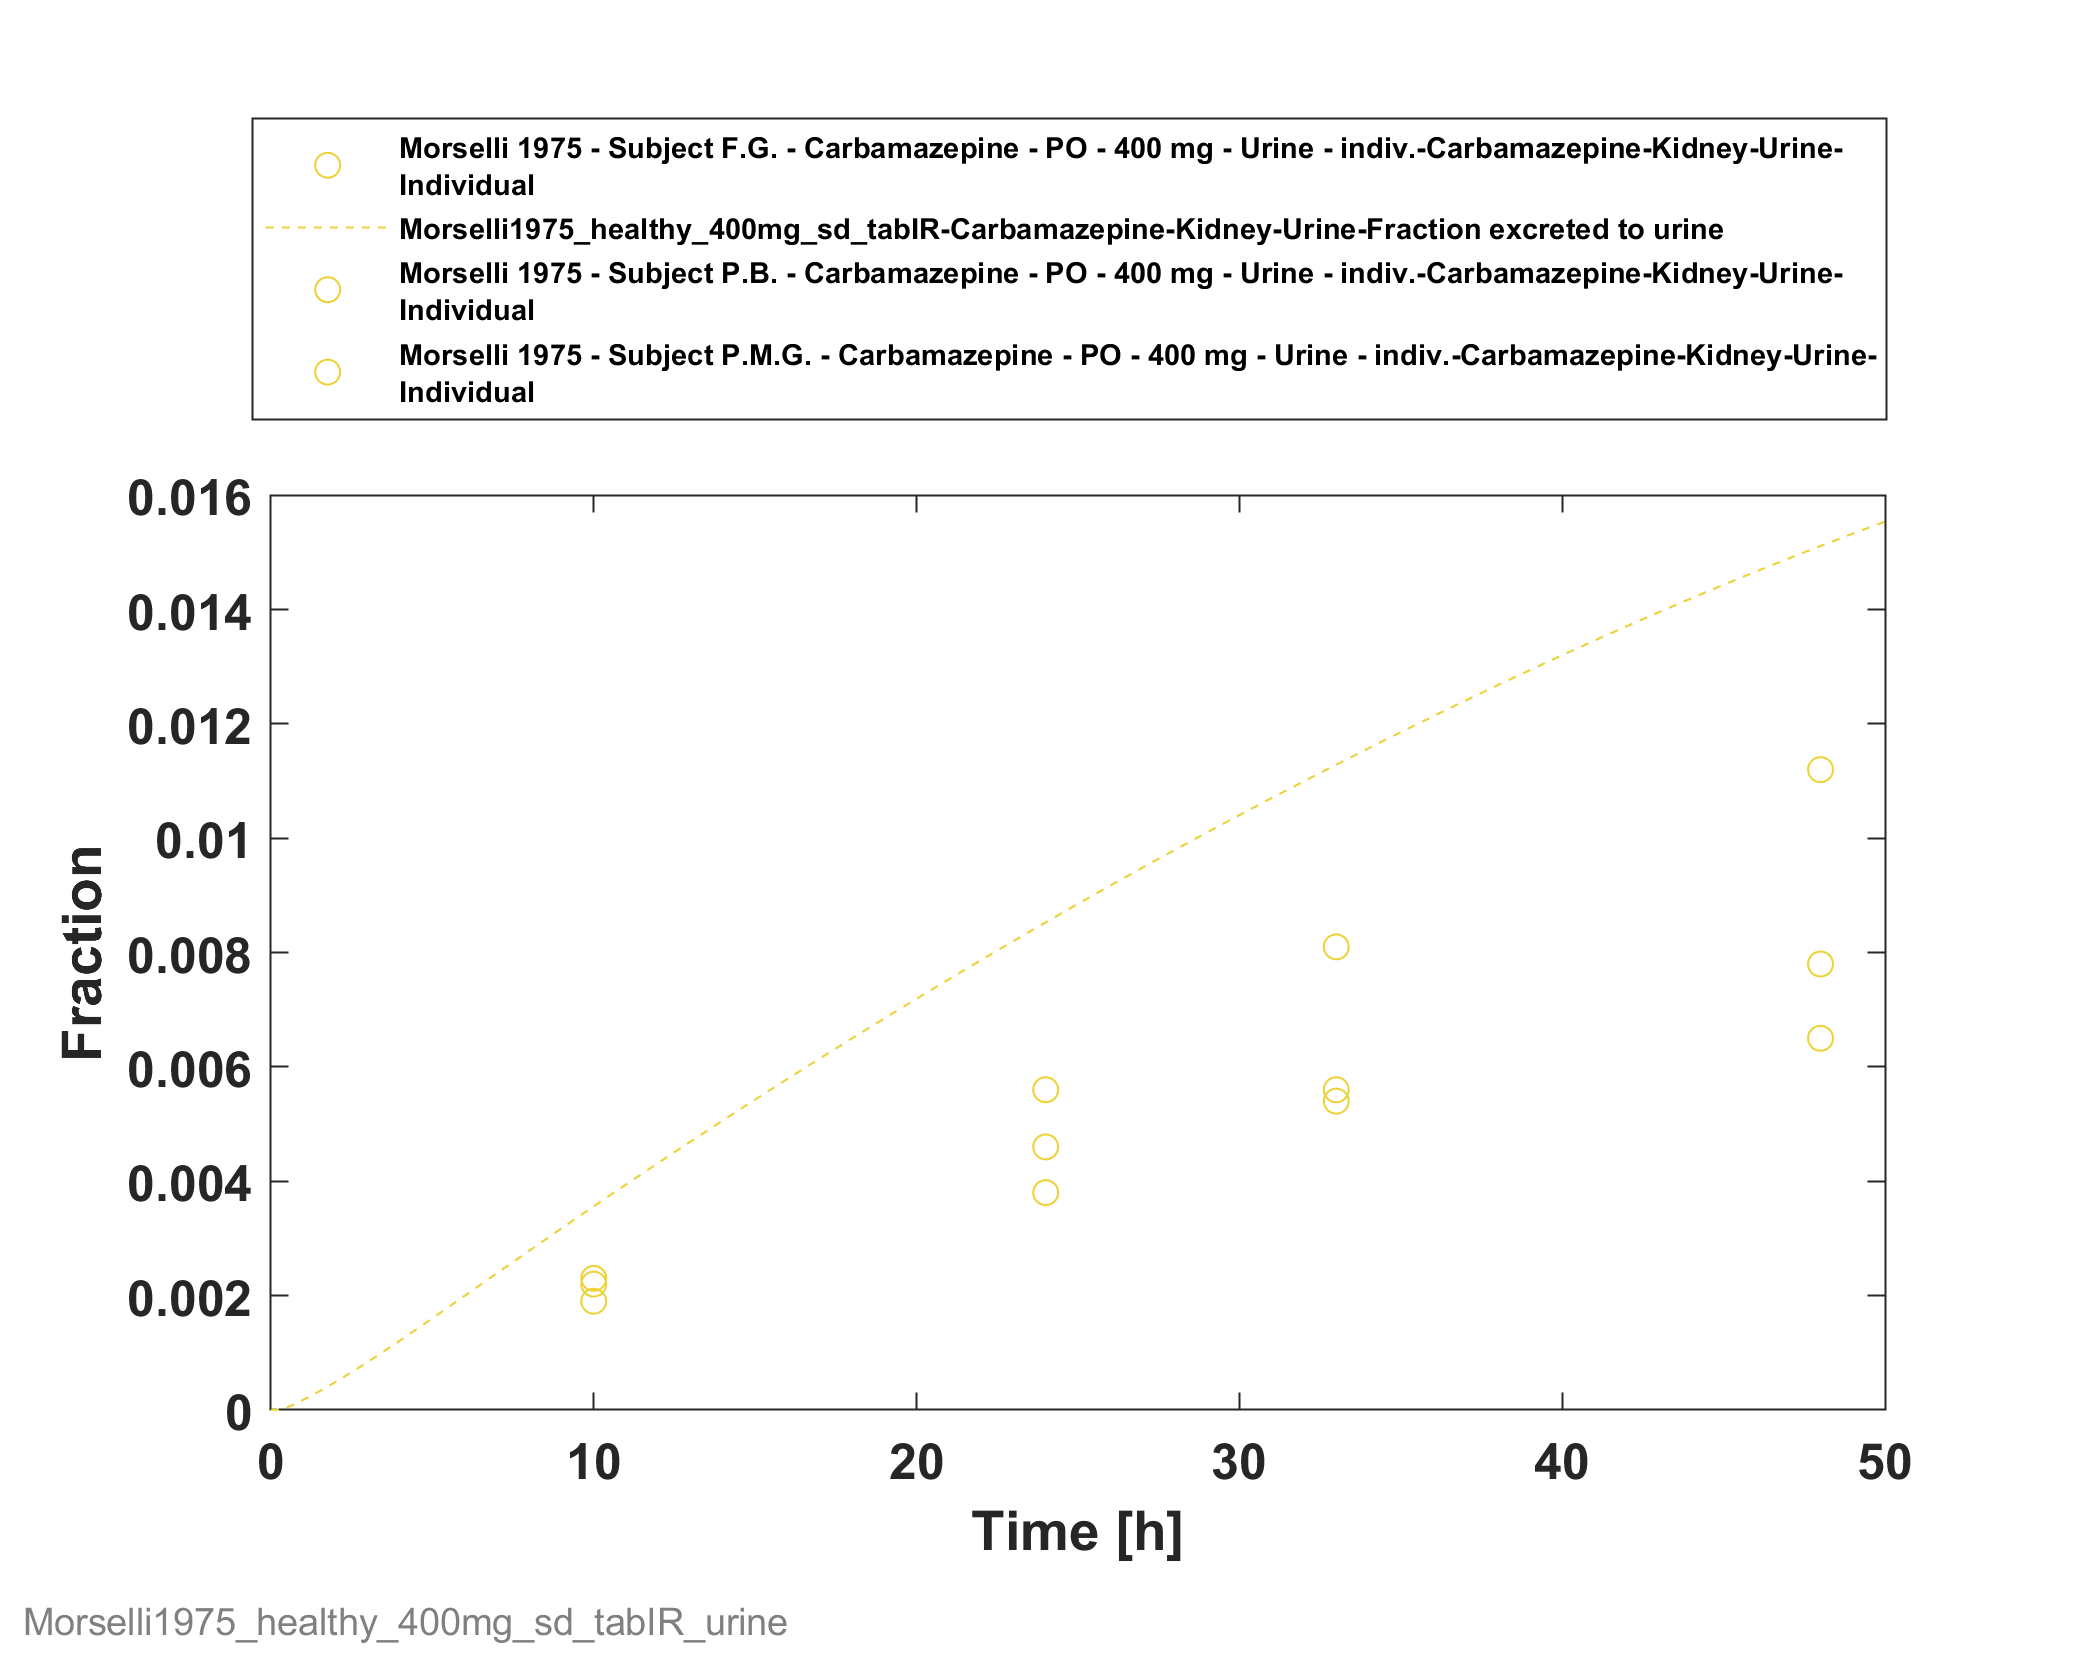 Morselli 1975 - Subject F.G. - Carbamazepine - PO - 400 mg - Urine - indiv.-Carbamazepine-Kidney-Urine-
Individual
Morselli1975_healthy_400mg_sd_tabIR-Carbamazepine-Kidney-Urine-Fraction excreted to urine
Morselli 1975 - Subject P.B. - Carbamazepine - PO - 400 mg - Urine - indiv.-Carbamazepine-Kidney-Urine-
Individual
Morselli 1975 - Subject P.M.G. - Carbamazepine - PO - 400 mg - Urine - indiv.-Carbamazepine-Kidney-Urine-
Individual
0.016
0.014
0.012
0.01
0.008
0.006
0.004
0.002
0
Fraction
0 10 20 30 40 50
Time [h]
Morselli1975_healthy_400mg_sd_tabIR_urine